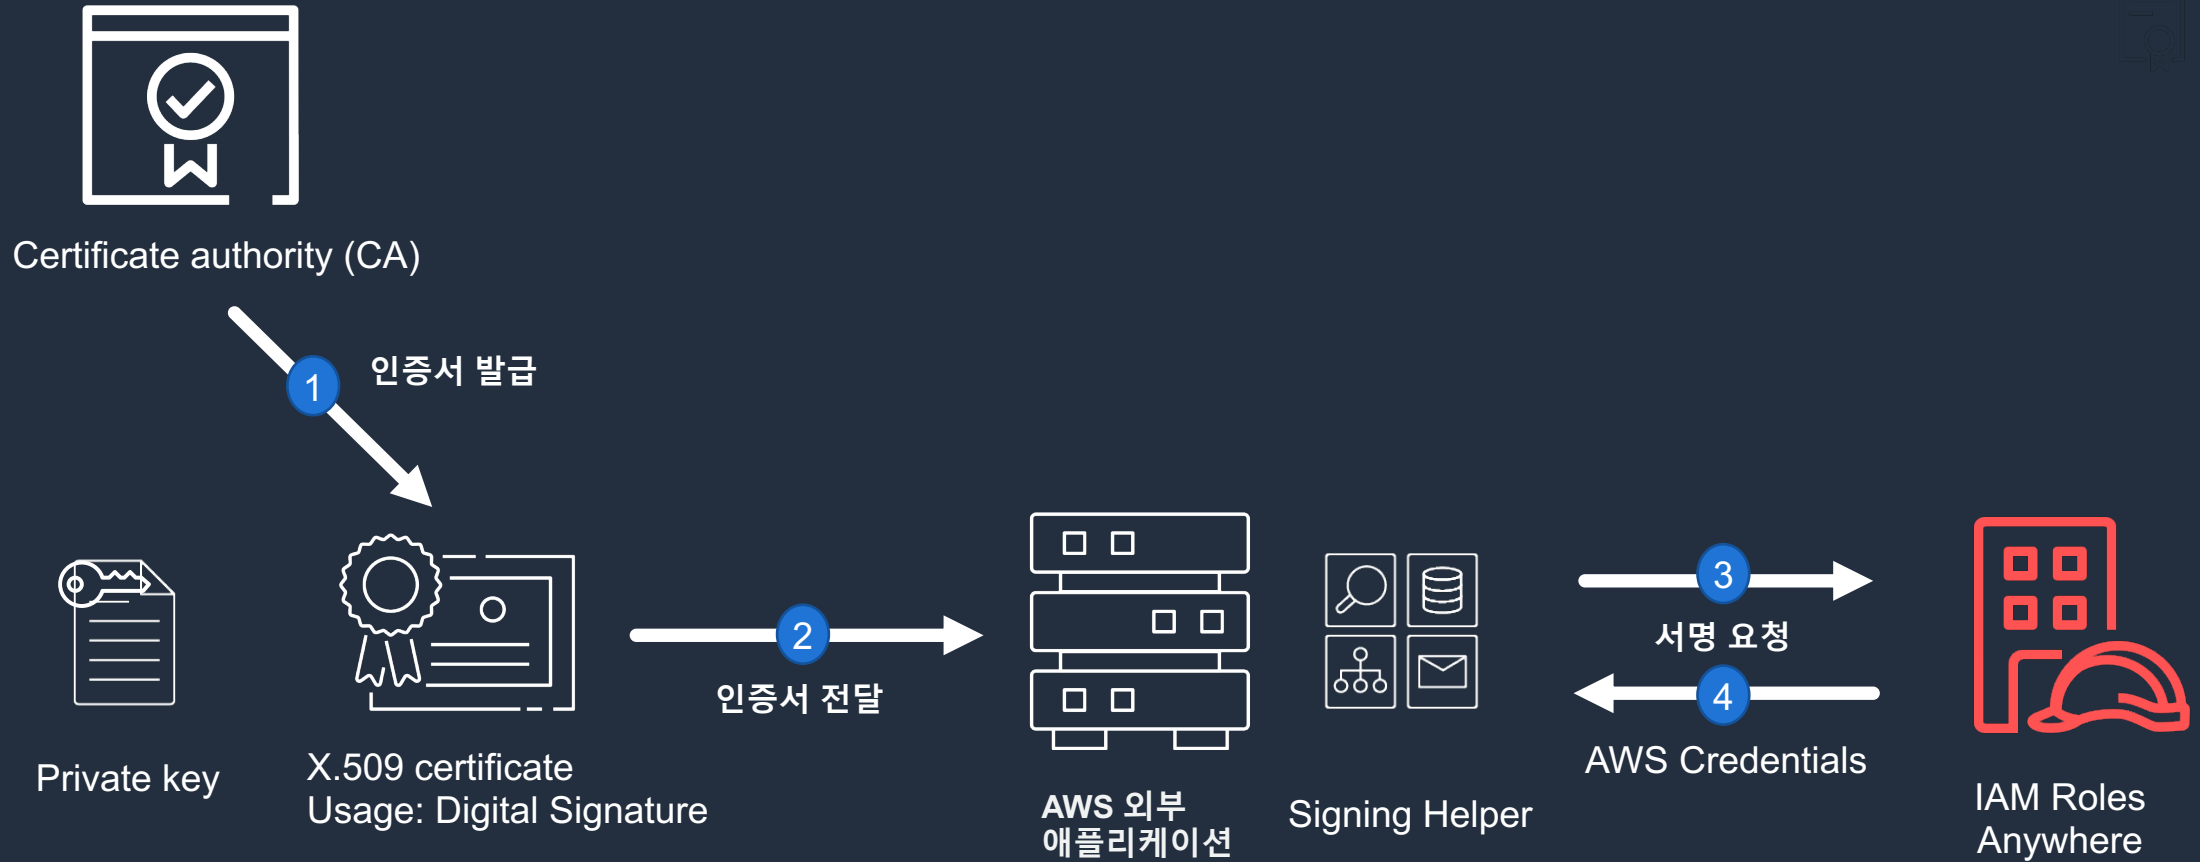 Certificate authority (CA)
1
인증서 발급
Private key
X.509 certificate
Usage: Digital Signature
2
인증서 전달
AWS 외부
애플리케이션
Signing Helper
3
서명 요청
4
AWS Credentials
IAM Roles
Anywhere